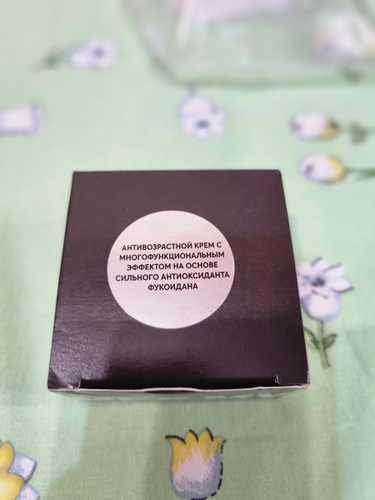 АНТИВОЗРАСТНОЙ КРЕМ С
МНОГОФУНКЦИОНАЛЬНЫМ
ЭФФЕКТОМ НА ОСНОВЕ
СИЛЬНОГО АНТИОКСИДАНТА
ФУКОИДАНА